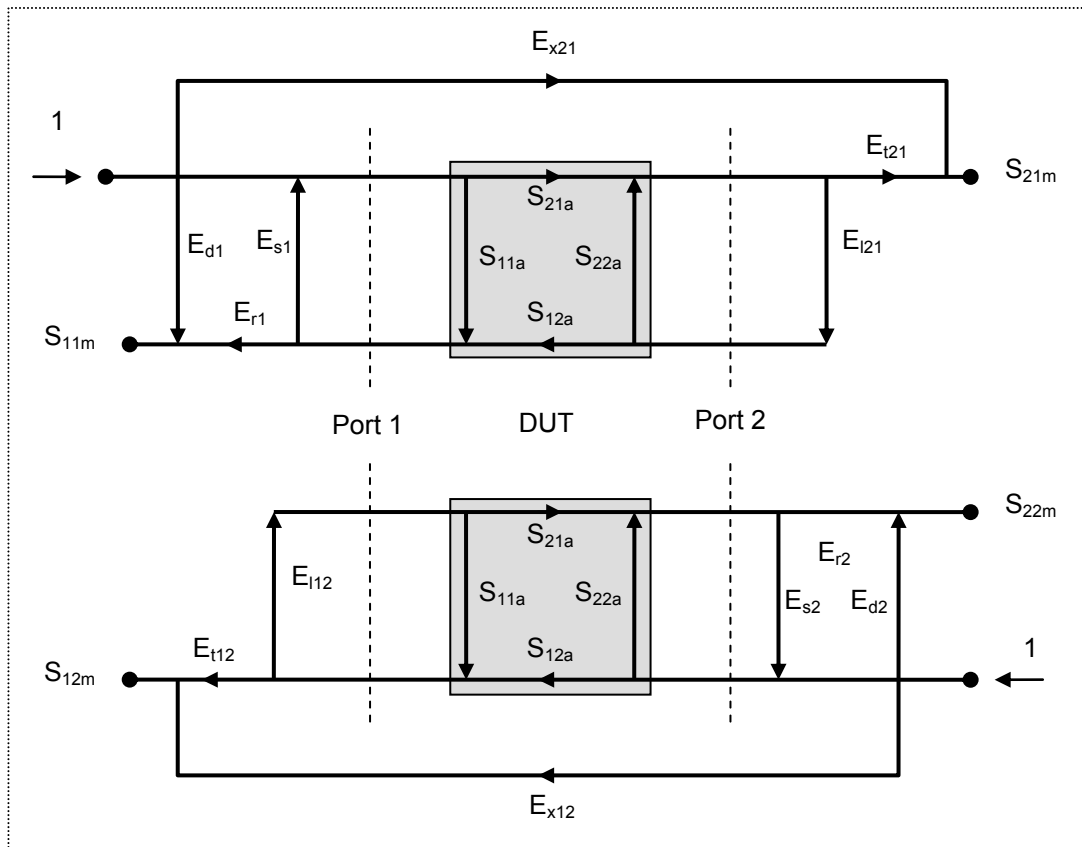 E_x21
1
E_t21
S_21m
S_21a
E_d1
E_s1
S_11a
S_22a
E_l21
E_r1
S_12a
S_11m
Port 1
DUT
Port 2
S_22m
S_21a
E_r2
E_l12
S_11a
S_22a
E_s2
E_d2
E_t12
S_12a
1
S_12m
E_x12